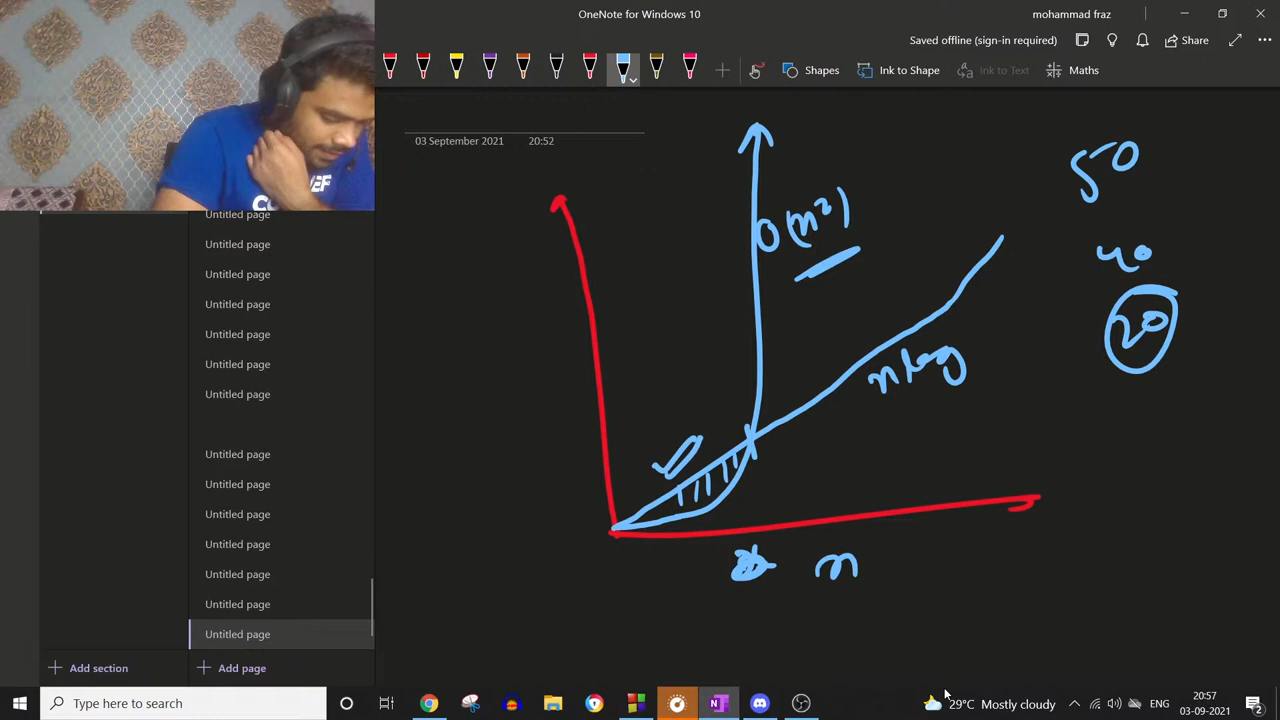 OneNote for Windows 10
mohammad fraz
Saved offline (sign-in required)
Share
Shapes
Ink to Shape
Ink to Text
Maths
03 September 2021 20:52
50
40
20
O(n²)
n log
n
Untitled page
Untitled page
Untitled page
Untitled page
Untitled page
Untitled page
Untitled page
Untitled page
Untitled page
Untitled page
Untitled page
Untitled page
Untitled page
Untitled page
Add section
Add page
Type here to search
29°C Mostly cloudy
ENG
20:57
03-09-2021
2